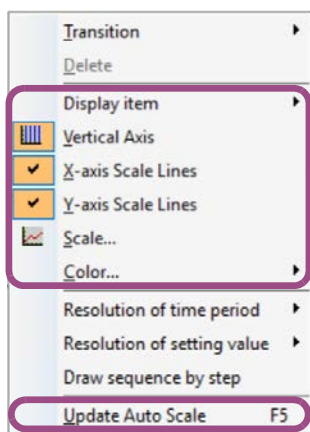 Transition
Delete
Display item
Vertical Axis
X-axis Scale Lines
Y-axis Scale Lines
Scale...
Color...
Resolution of time period
Resolution of setting value
Draw sequence by step
Update Auto Scale F5